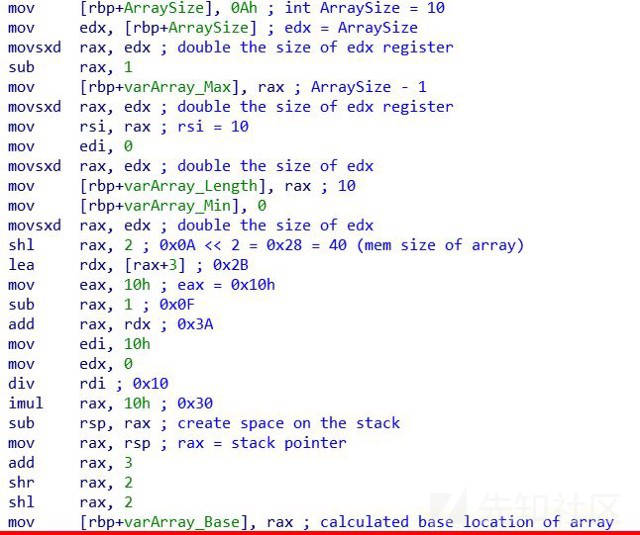 mov [rbp+ArraySize], 0Ah ; int ArraySize = 10
mov edx, [rbp+ArraySize] ; edx = ArraySize
movsxd rax, edx ; double the size of edx register
sub rax, 1
mov [rbp+varArray_Max], rax ; ArraySize - 1
movsxd rax, edx ; double the size of edx register
mov rsi, rax ; rsi = 10
mov edi, 0
movsxd rax, edx ; double the size of edx
mov [rbp+varArray_Length], rax ; 10
mov [rbp+varArray_Min], 0
movsxd rax, edx ; double the size of edx
shl rax, 2 ; 0x0A << 2 = 0x28 = 40 (mem size of array)
lea rdx, [rax+3] ; 0x2B
mov eax, 10h ; eax = 0x10h
sub rax, 1 ; 0x0F
add rax, rdx ; 0x3A
mov edi, 10h
mov edx, 0
div rdi ; 0x10
imul rax, 10h ; 0x30
sub rsp, rax ; create space on the stack
mov rax, rsp ; rax = stack pointer
add rax, 3
shr rax, 2
shl rax, 2
mov [rbp+varArray_Base], rax ; calculated base location of array
先知社区